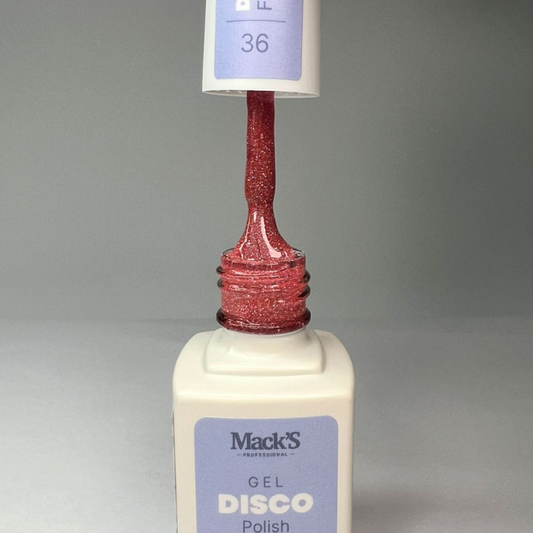 36
Mack'S
PROFESSIONAL
GEL
DISCO
Polish